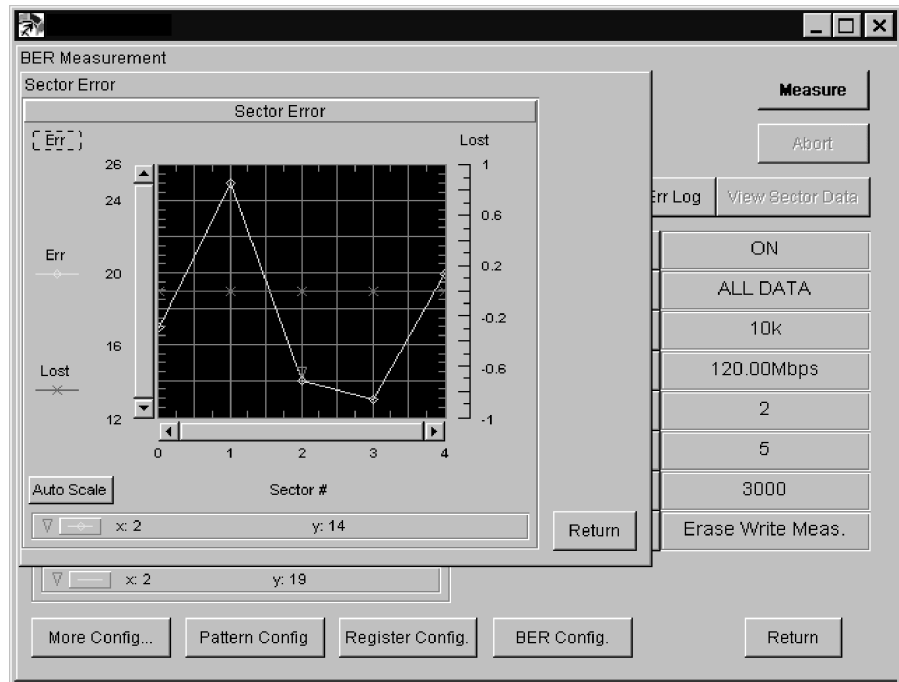 BER Measurement
Sector Error
Measure
Sector Error
Err
Lost
Abort
26
24
20
16
12
1
0.6
0.2
-0.2
-0.6
-1
Err
Lost
0 1 2 3 4
Auto Scale
Sector #
x: 2 y: 14
Return
Err Log
View Sector Data
ON
ALL DATA
10k
120.00Mbps
2
5
3000
Erase Write Meas.
x: 2 y: 19
More Config...
Pattern Config
Register Config.
BER Config.
Return